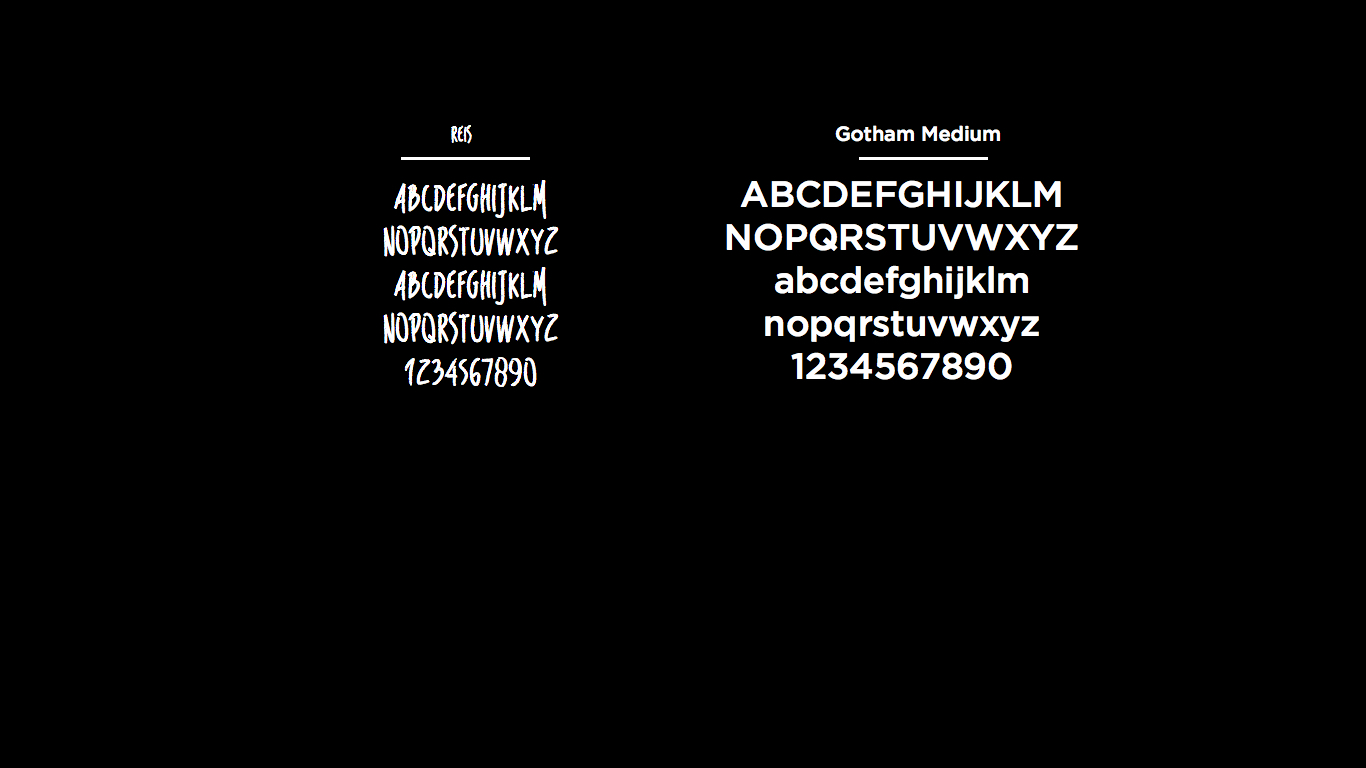 REIS
ABCDEFGHIJKLM
NOPQRSTUVWXYZ
ABCDEFGHIJKLM
NOPQRSTUVWXYZ
1234567890
Gotham Medium
ABCDEFGHIJKLM
NOPQRSTUVWXYZ
abcdefghijklm
nopqrstuvwxyz
1234567890